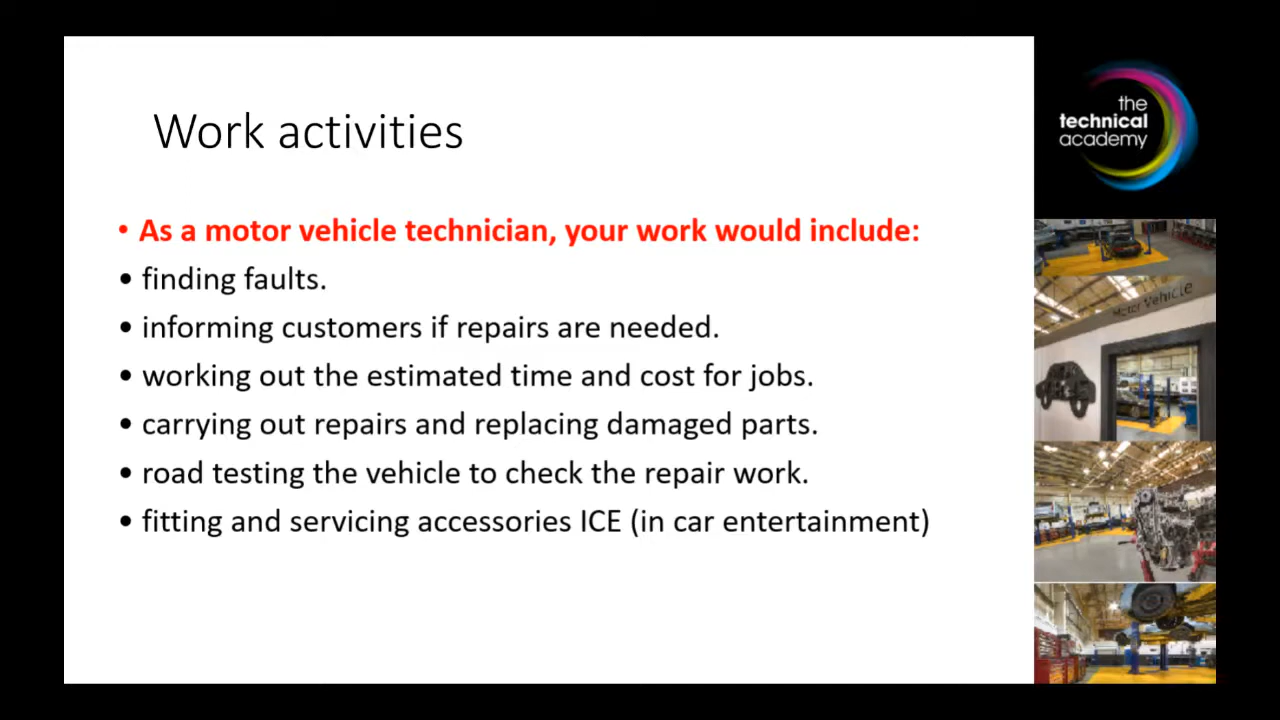 Work activities
• As a motor vehicle technician, your work would include:
• finding faults.
• informing customers if repairs are needed.
• working out the estimated time and cost for jobs.
• carrying out repairs and replacing damaged parts.
• road testing the vehicle to check the repair work.
• fitting and servicing accessories ICE (in car entertainment)
the
technical
academy
Motor Vehicle